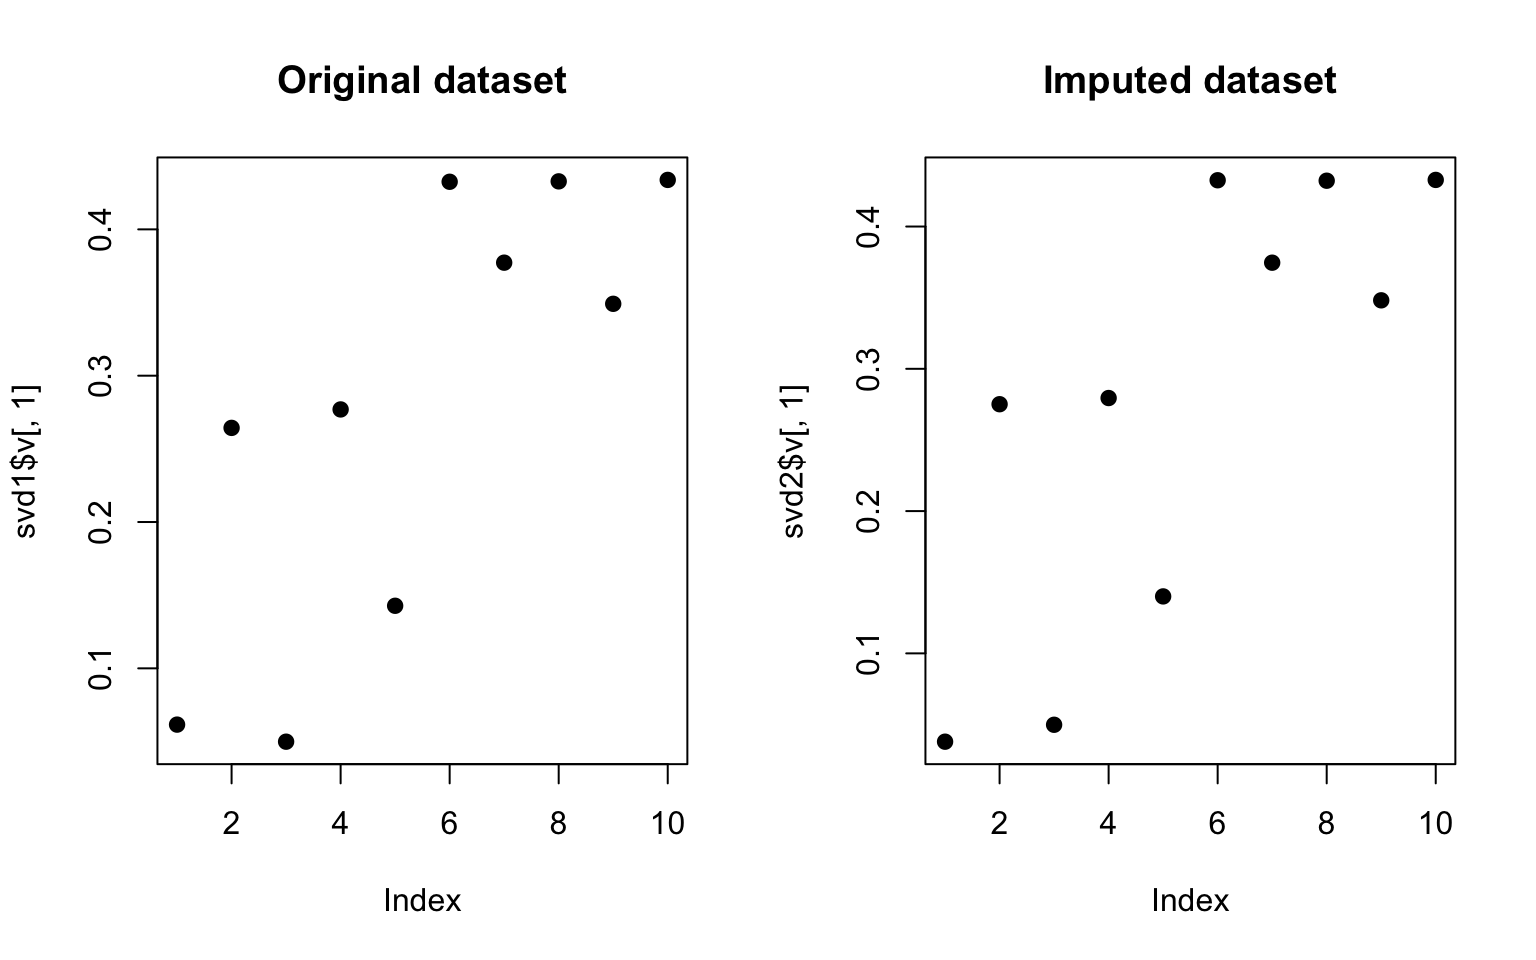 Original dataset
svd1$v[, 1]
0.4
0.3
0.2
0.1
2 4 6 8 10
Index
Imputed dataset
svd2$v[, 1]
0.4
0.3
0.2
0.1
2 4 6 8 10
Index